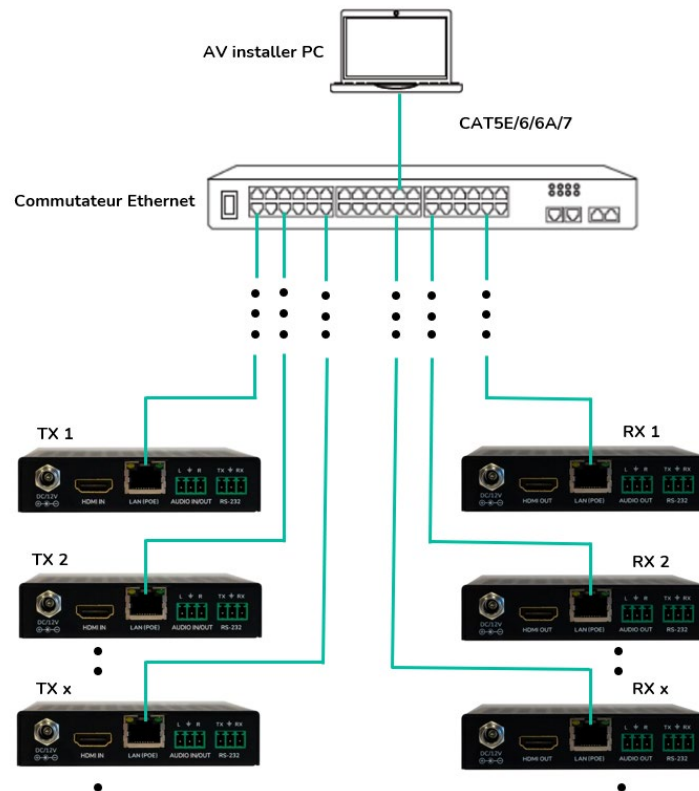 AV installer PC
CAT5E/6/6A/7
Commutateur Ethernet
TX 1
L R TX RX
DC/12V HDMI IN LAN (POE) AUDIO IN/OUT RS-232
RX 1
L R TX RX
DC/12V HDMI OUT LAN (POE) AUDIO OUT RS-232
TX 2
L R TX RX
DC/12V HDMI IN LAN (POE) AUDIO IN/OUT RS-232
RX 2
L R TX RX
DC/12V HDMI OUT LAN (POE) AUDIO OUT RS-232
TX x
L R TX RX
DC/12V HDMI IN LAN (POE) AUDIO IN/OUT RS-232
RX x
L R TX RX
DC/12V HDMI OUT LAN (POE) AUDIO OUT RS-232